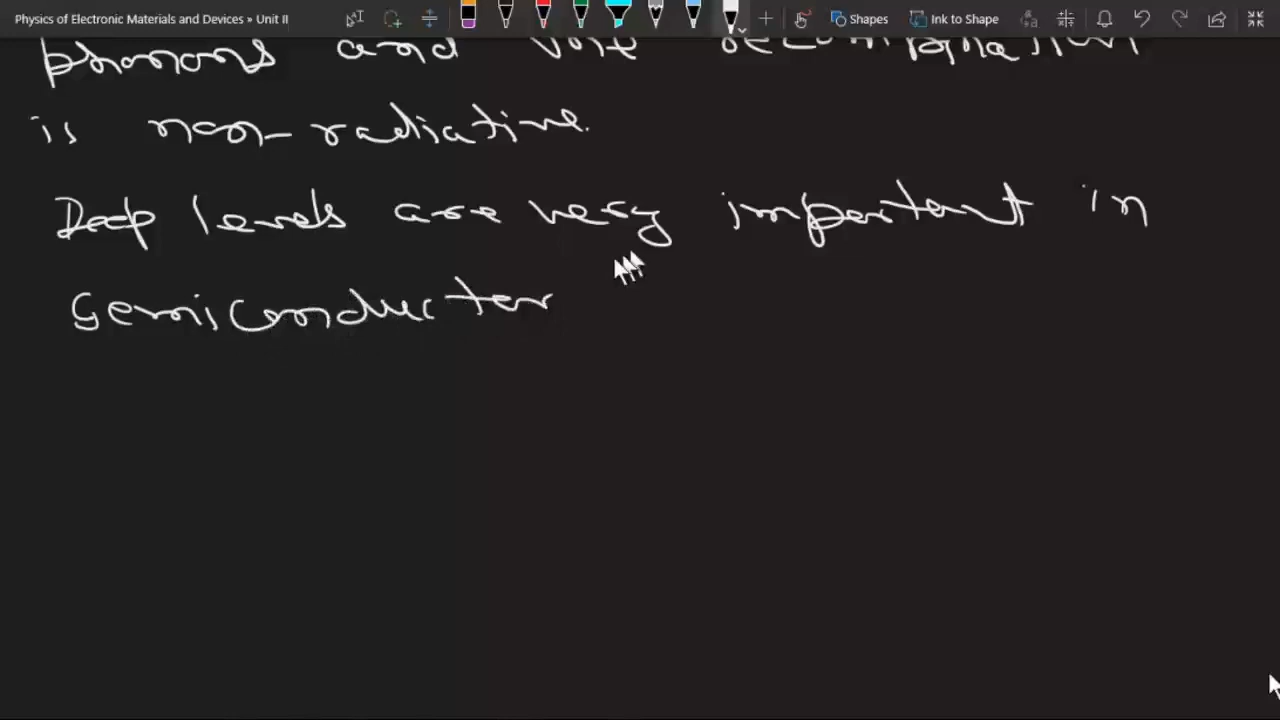 Physics of Electronic Materials and Devices » Unit II
Shapes
Ink to Shape
phonons and
is non-radiative.
Deep levels are very important in
semiconductor